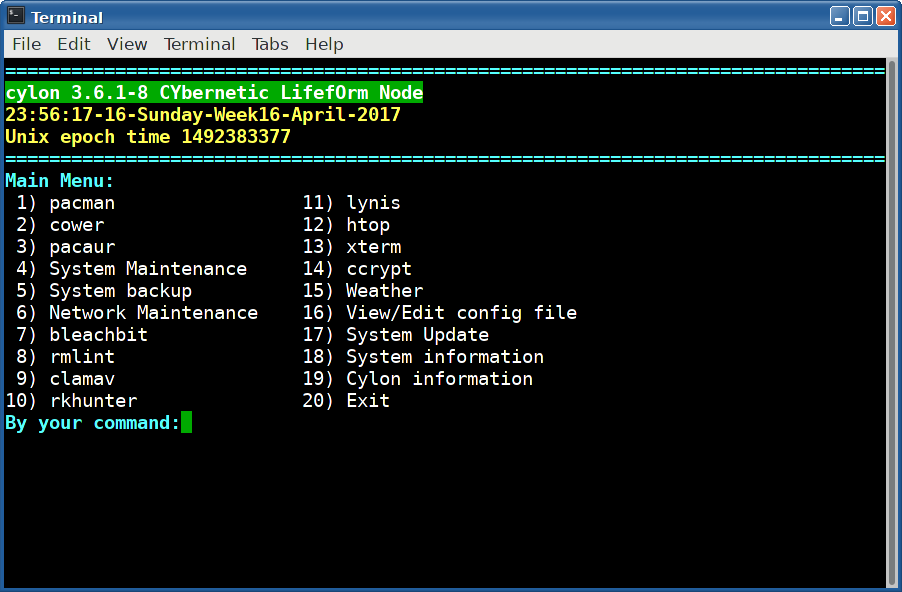 Terminal
File Edit View Terminal Tabs Help
================================================================================
cylon 3.6.1-8 CYbernetic LifefOrm Node
23:56:17-16-Sunday-Week16-April-2017
Unix epoch time 1492383377
================================================================================
Main Menu:
 1) pacman                 11) lynis
 2) cower                  12) htop
 3) pacaur                 13) xterm
 4) System Maintenance     14) ccrypt
 5) System backup          15) Weather
 6) Network Maintenance    16) View/Edit config file
 7) bleachbit              17) System Update
 8) rmlint                 18) System information
 9) clamav                 19) Cylon information
10) rkhunter               20) Exit
By your command: